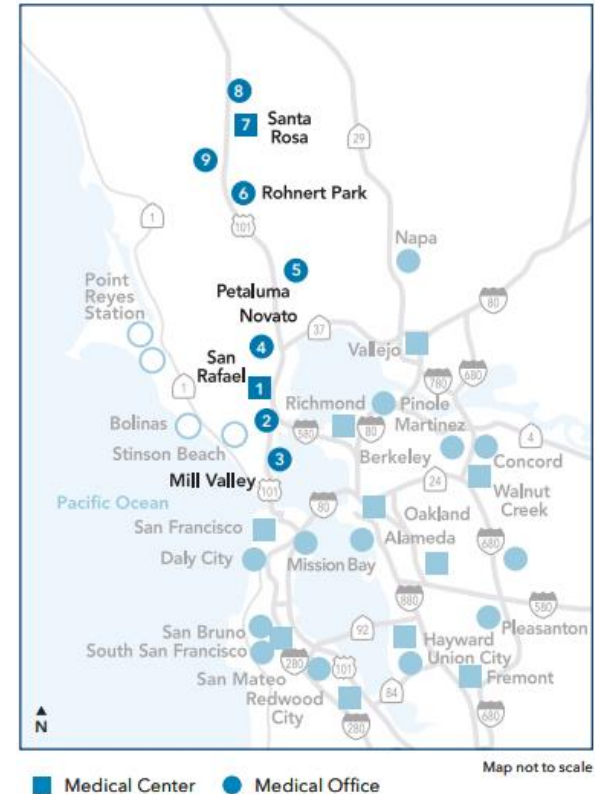 8
7
Santa
Rosa
29
9
6
Rohnert Park
1
101
Napa
5
Point
Reyes
Station
Petaluma
Novato
80
37
4
Vallejo
San
Rafael
1
1
780
680
Richmond
Pinole
2
580
80
Martinez
4
Bolinas
Stinson Beach
3
Berkeley
Concord
Mill Valley
101
24
Walnut
Creek
Pacific Ocean
80
Oakland
San Francisco
Alameda
680
Daly City
Mission Bay
880
580
San Bruno
92
Hayward
Pleasanton
South San Francisco
280
101
Union City
San Mateo
84
Fremont
Redwood
City
280
680
N
Map not to scale
Medical Center
Medical Office